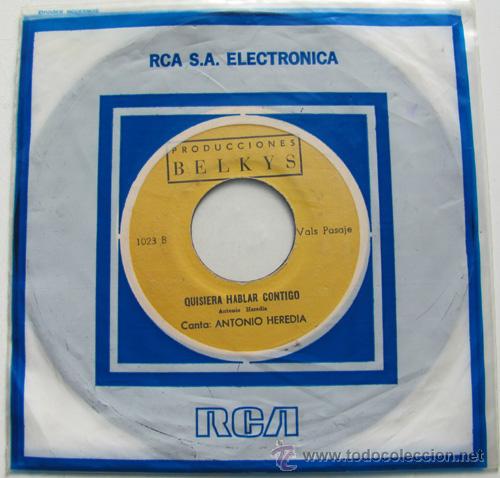 RCA S.A. ELECTRONICA
PRODUCCIONES
BELKYS
1023 B
Vals Pasaje
QUISIERA HABLAR CONTIGO
Antonio Heredia
Canta: ANTONIO HEREDIA
RCA
www.todocoleccion.net